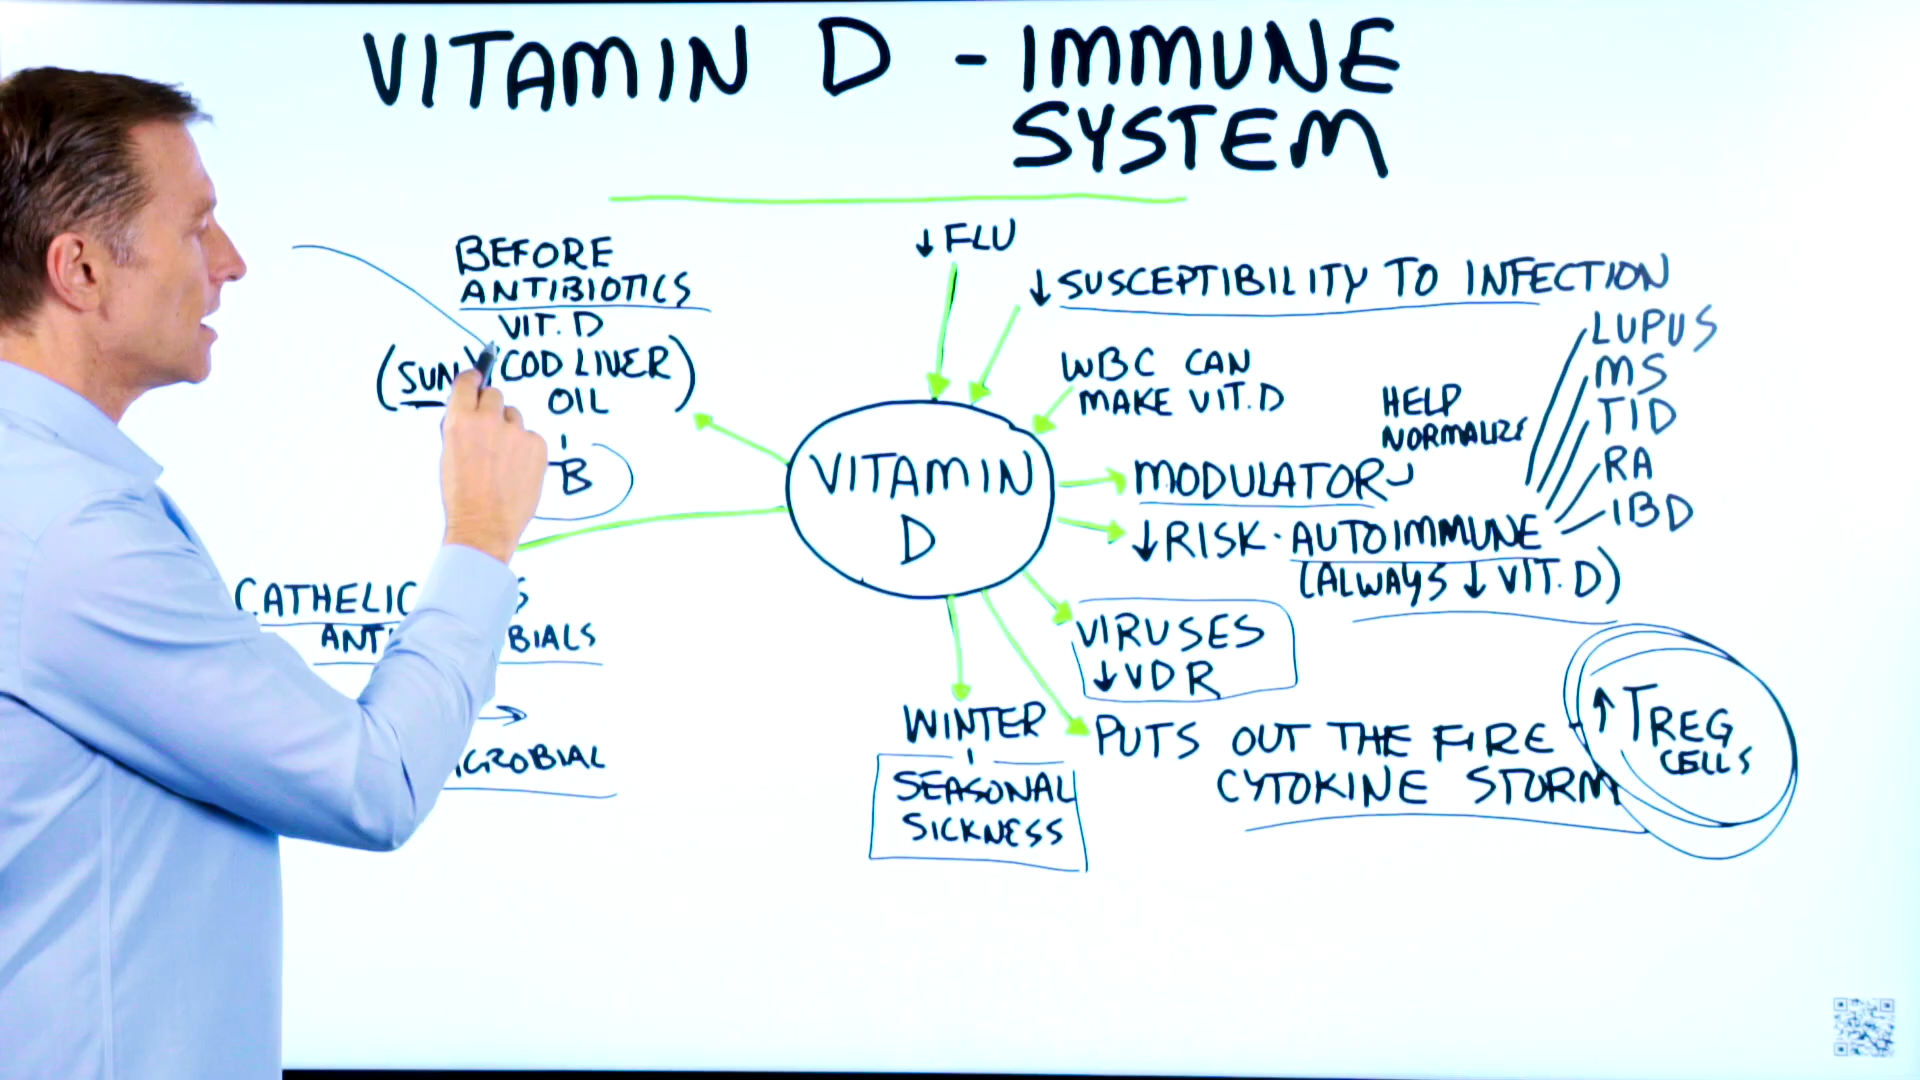 VITAMIN D - IMMUNE
SYSTEM
BEFORE
ANTIBIOTICS
VIT. D
(SUN COD LIVER
OIL)
B
↓ FLU
↓ SUSCEPTIBILITY TO INFECTION
WBC CAN
MAKE VIT. D
HELP
NORMALIZE
LUPUS
MS
TID
RA
IBD
VITAMIN
D
MODULATOR
↓ RISK · AUTOIMMUNE
(ALWAYS ↓ VIT. D)
VIRUSES
↓ VDR
PUTS OUT THE FIRE -
CYTOKINE STORM
↑ TREG
CELLS
WINTER
SEASONAL
SICKNESS